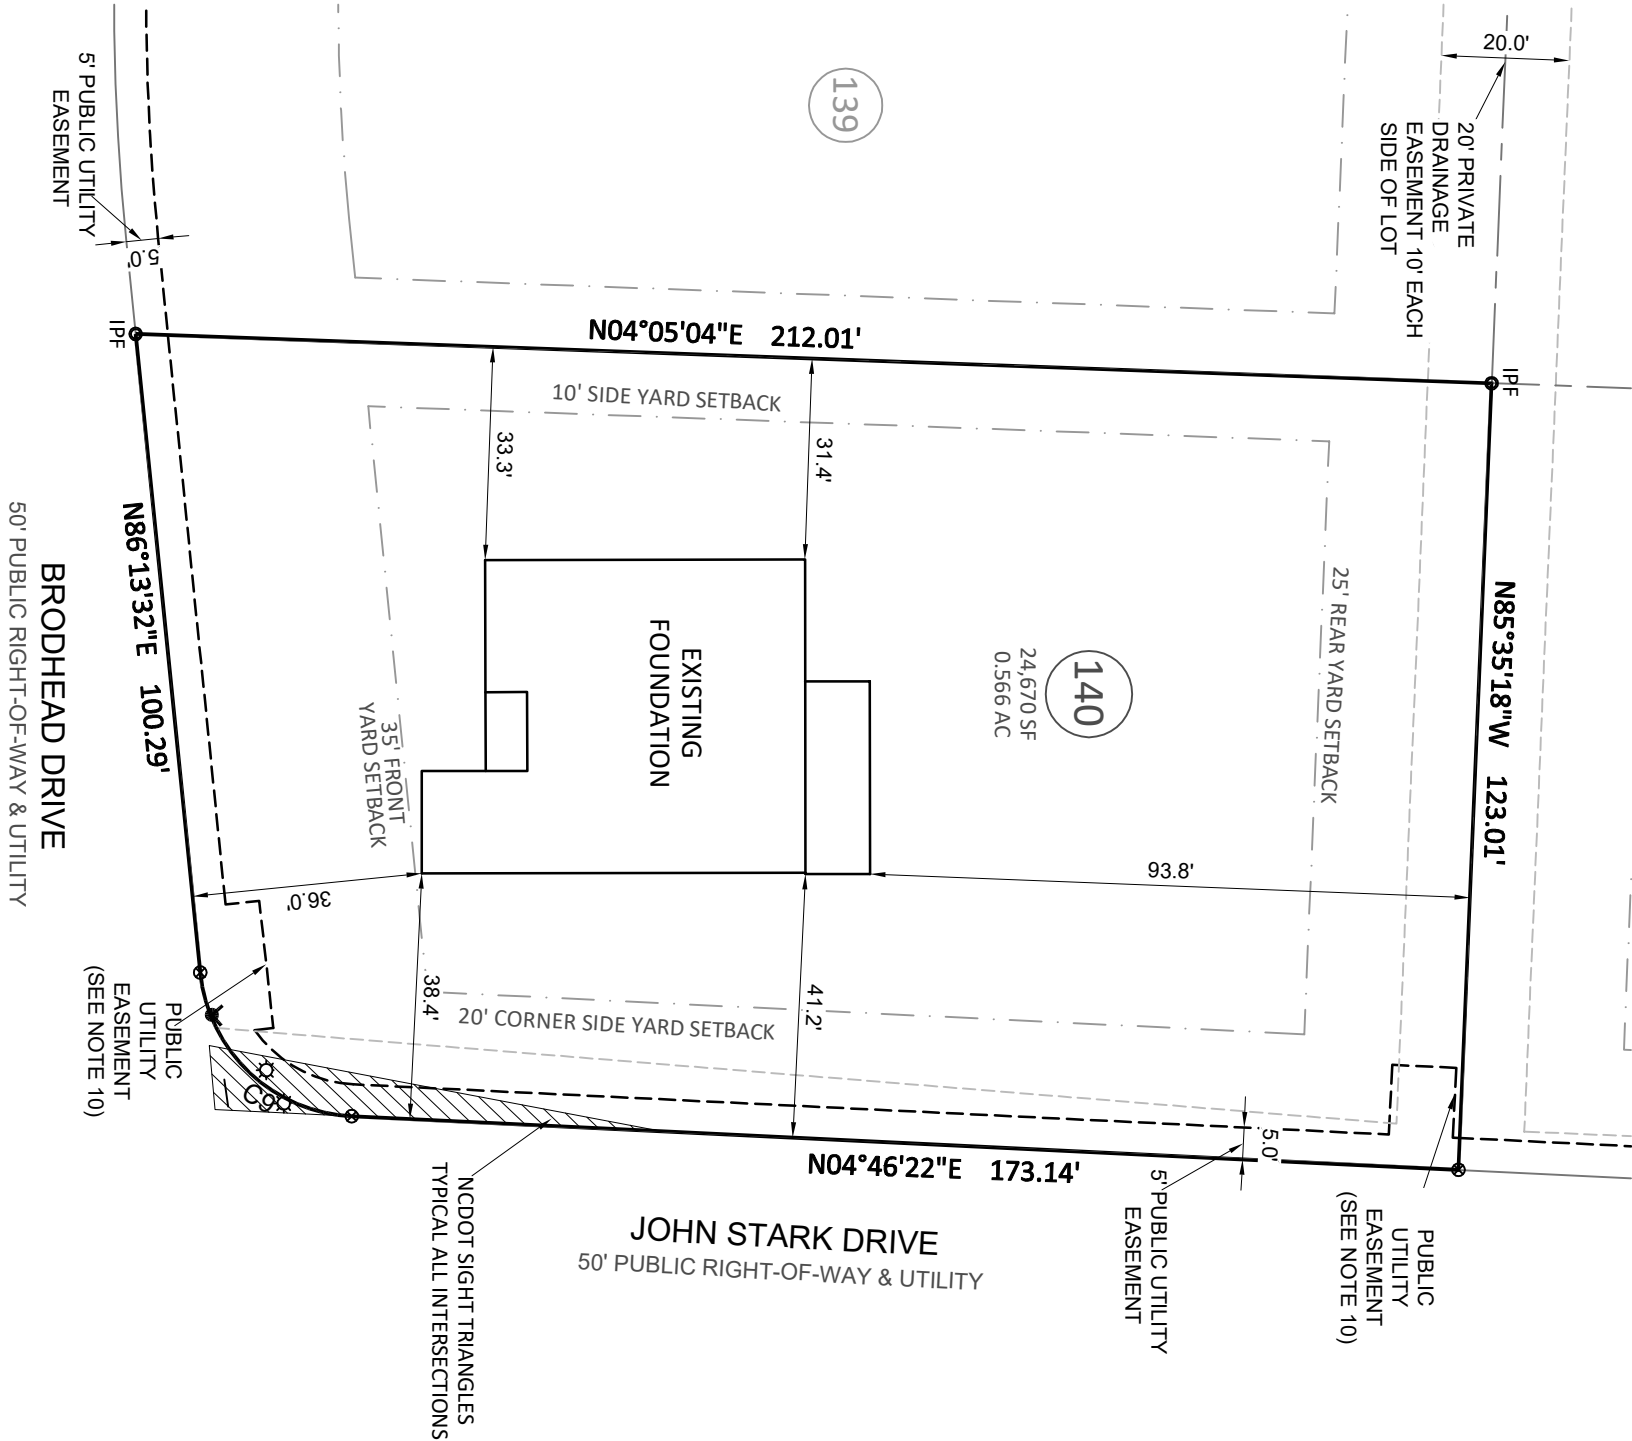 20.0'
20' PRIVATE
DRAINAGE
EASEMENT 10' EACH
SIDE OF LOT
139
5' PUBLIC UTILITY
EASEMENT
5.0'
IPF
IPF
N04°05'04"E 212.01'
10' SIDE YARD SETBACK
33.3'
31.4'
N85°35'18"W 123.01'
25' REAR YARD SETBACK
140
24,670 SF
0.566 AC
EXISTING
FOUNDATION
35' FRONT
YARD SETBACK
N86°13'32"E 100.29'
BRODHEAD DRIVE
50' PUBLIC RIGHT-OF-WAY & UTILITY
93.8'
36.0'
38.4'
41.2'
20' CORNER SIDE YARD SETBACK
PUBLIC
UTILITY
EASEMENT
(SEE NOTE 10)
5.0'
N04°46'22"E 173.14'
JOHN STARK DRIVE
50' PUBLIC RIGHT-OF-WAY & UTILITY
NCDOT SIGHT TRIANGLES
TYPICAL ALL INTERSECTIONS
5' PUBLIC UTILITY
EASEMENT
PUBLIC
UTILITY
EASEMENT
(SEE NOTE 10)